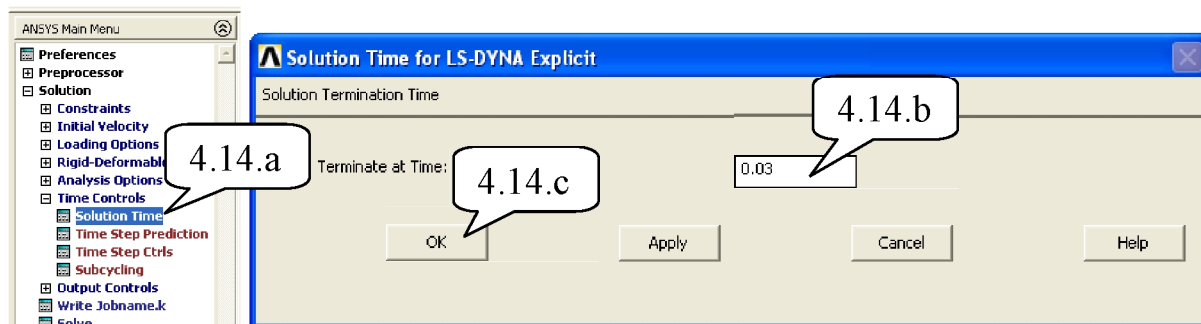 ANSYS Main Menu
Preferences
Preprocessor
Solution
Constraints
Initial Velocity
Loading Options
Rigid-Deformable
Analysis Options
Time Controls
Solution Time
Time Step Prediction
Time Step Ctrls
Subcycling
Output Controls
Write Jobname.k
Solve
4.14.a
Solution Time for LS-DYNA Explicit
Solution Termination Time
4.14.b
Terminate at Time:
0.03
4.14.c
OK
Apply
Cancel
Help